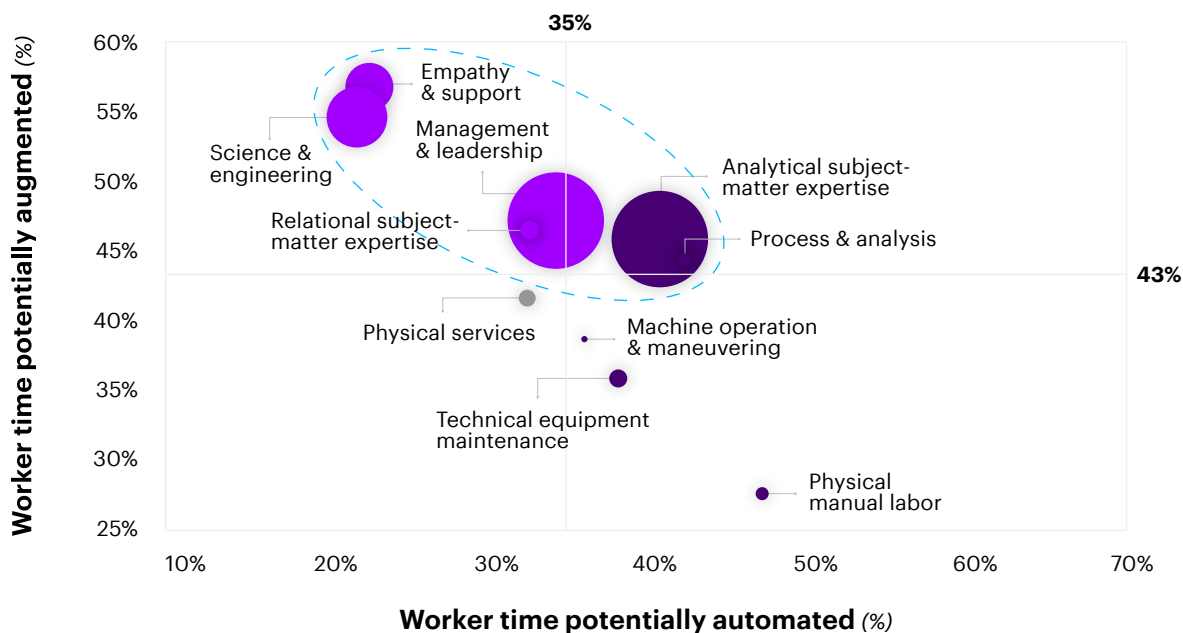 35%
60%
Worker time potentially augmented (%)
Empathy
& support
55%
Management
& leadership
Science &
engineering
Analytical subject-
matter expertise
50%
Relational subject-
matter expertise
Process & analysis
45%
43%
Physical services
40%
Machine operation
& maneuvering
35%
Technical equipment
maintenance
30%
Physical
manual labor
25%
10%
20%
30%
40%
50%
60%
70%
Worker time potentially automated (%)